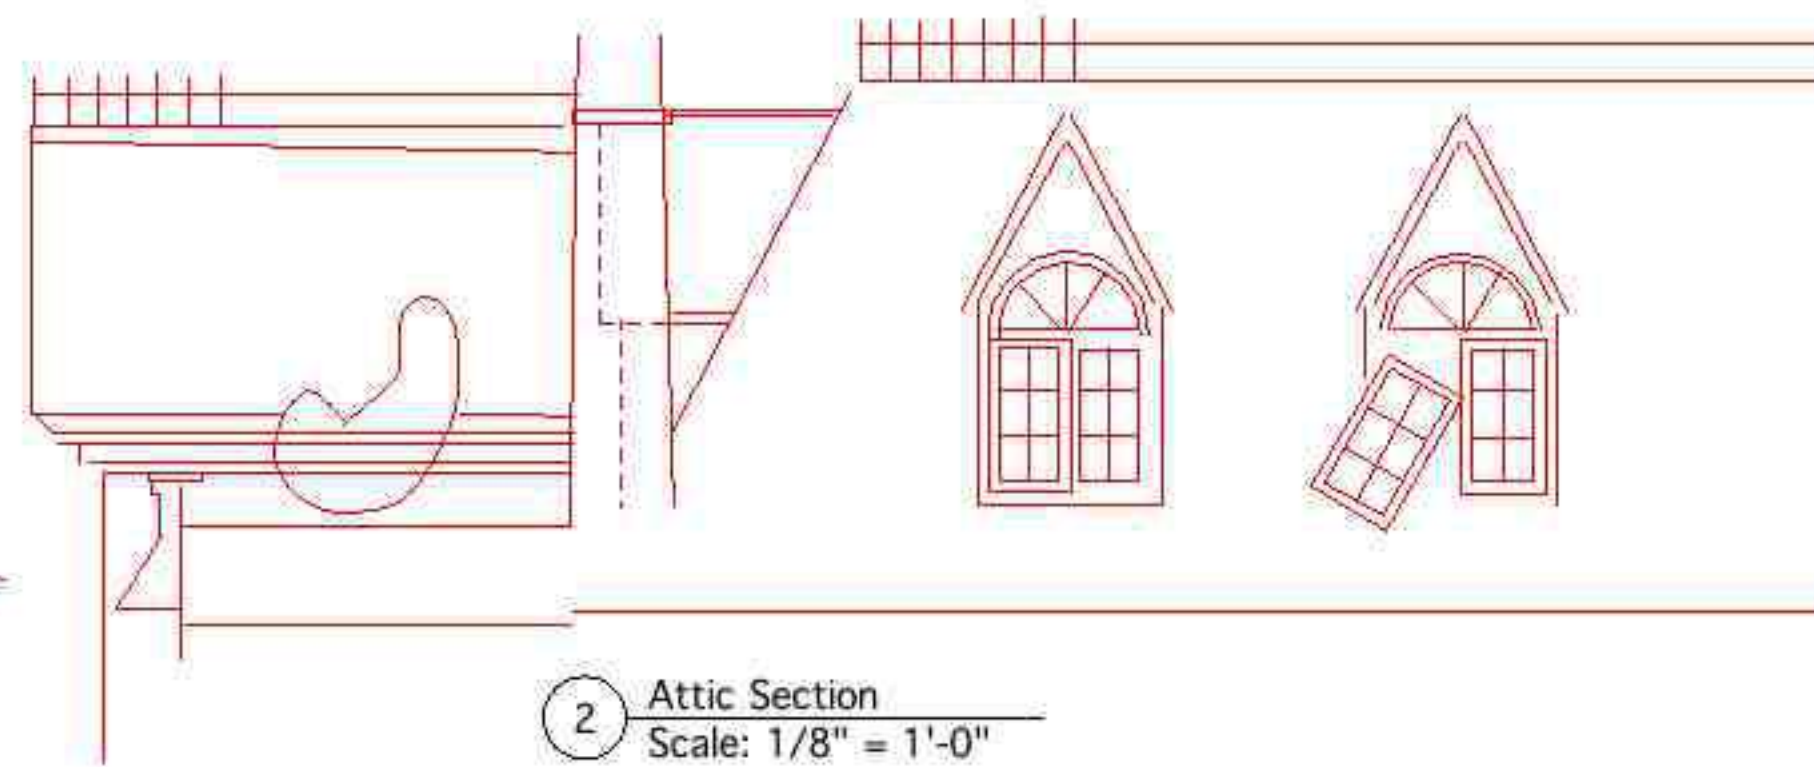 2
Attic Section
Scale: 1/8" = 1'-0"